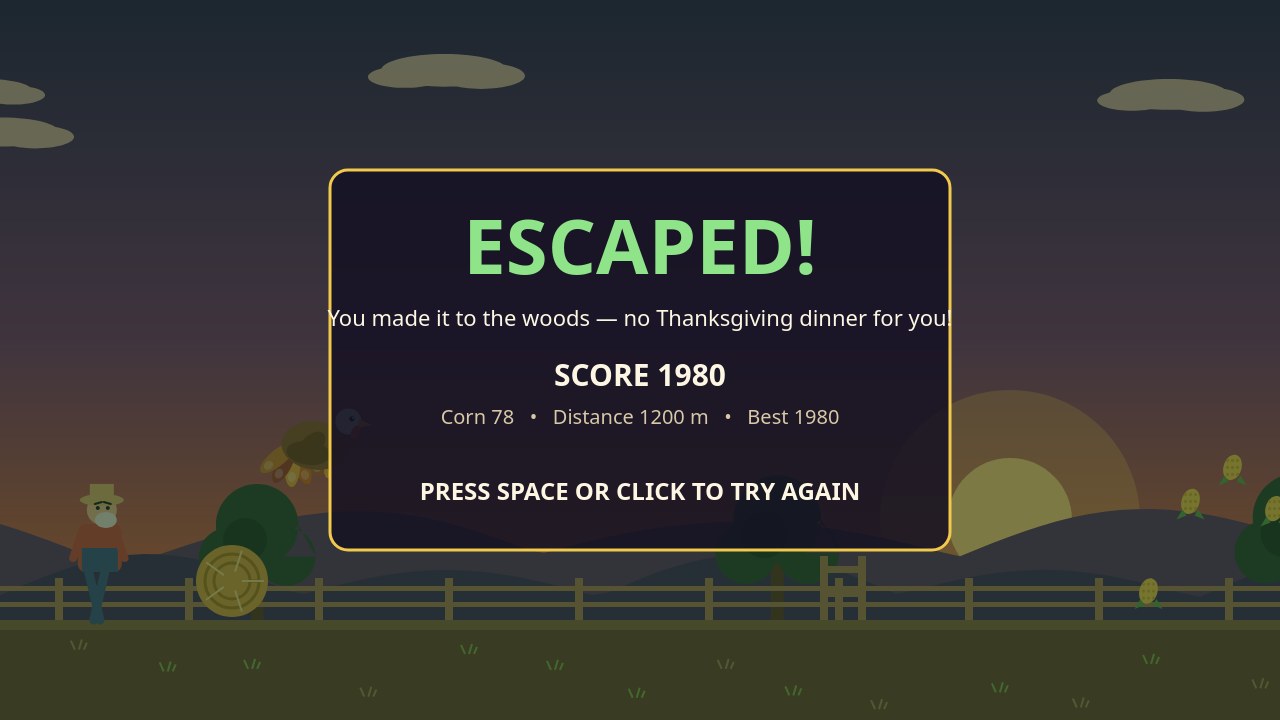 ESCAPED!
You made it to the woods — no Thanksgiving dinner for you!
SCORE 1980
Corn 78 • Distance 1200 m • Best 1980
PRESS SPACE OR CLICK TO TRY AGAIN